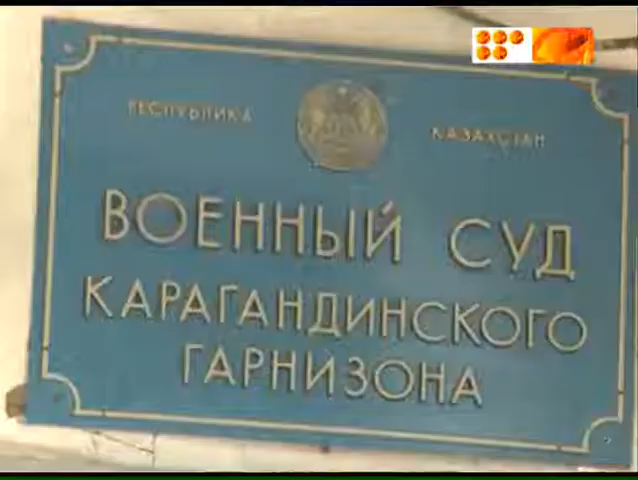 РЕСПУБЛИКА КАЗАХСТАН
ВОЕННЫЙ СУД
КАРАГАНДИНСКОГО
ГАРНИЗОНА